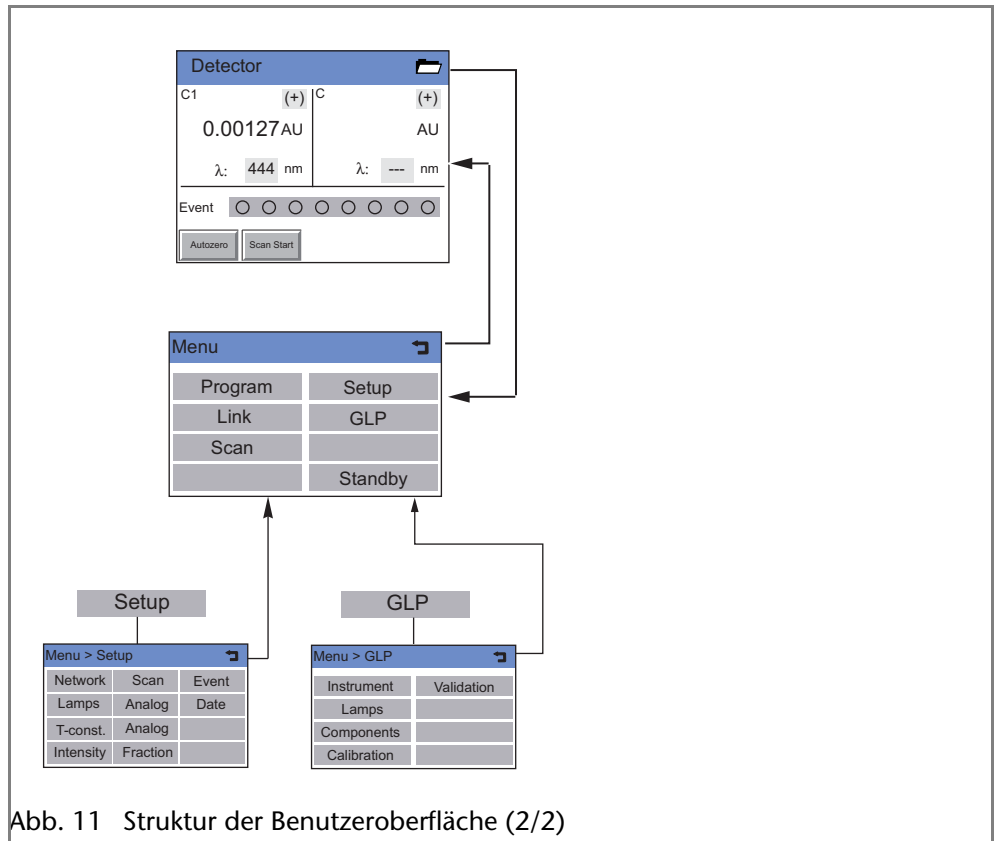 Detector
C1 (+) C (+)
0.00127 AU AU
λ: 444 nm λ: --- nm
Event
Autozero Scan Start
Menu
Program Setup
Link GLP
Scan
Standby
Setup GLP
Menu > Setup
Network Scan Event
Lamps Analog Date
T-const. Analog
Intensity Fraction
Menu > GLP
Instrument Validation
Lamps
Components
Calibration
Abb. 11 Struktur der Benutzeroberfläche (2/2)